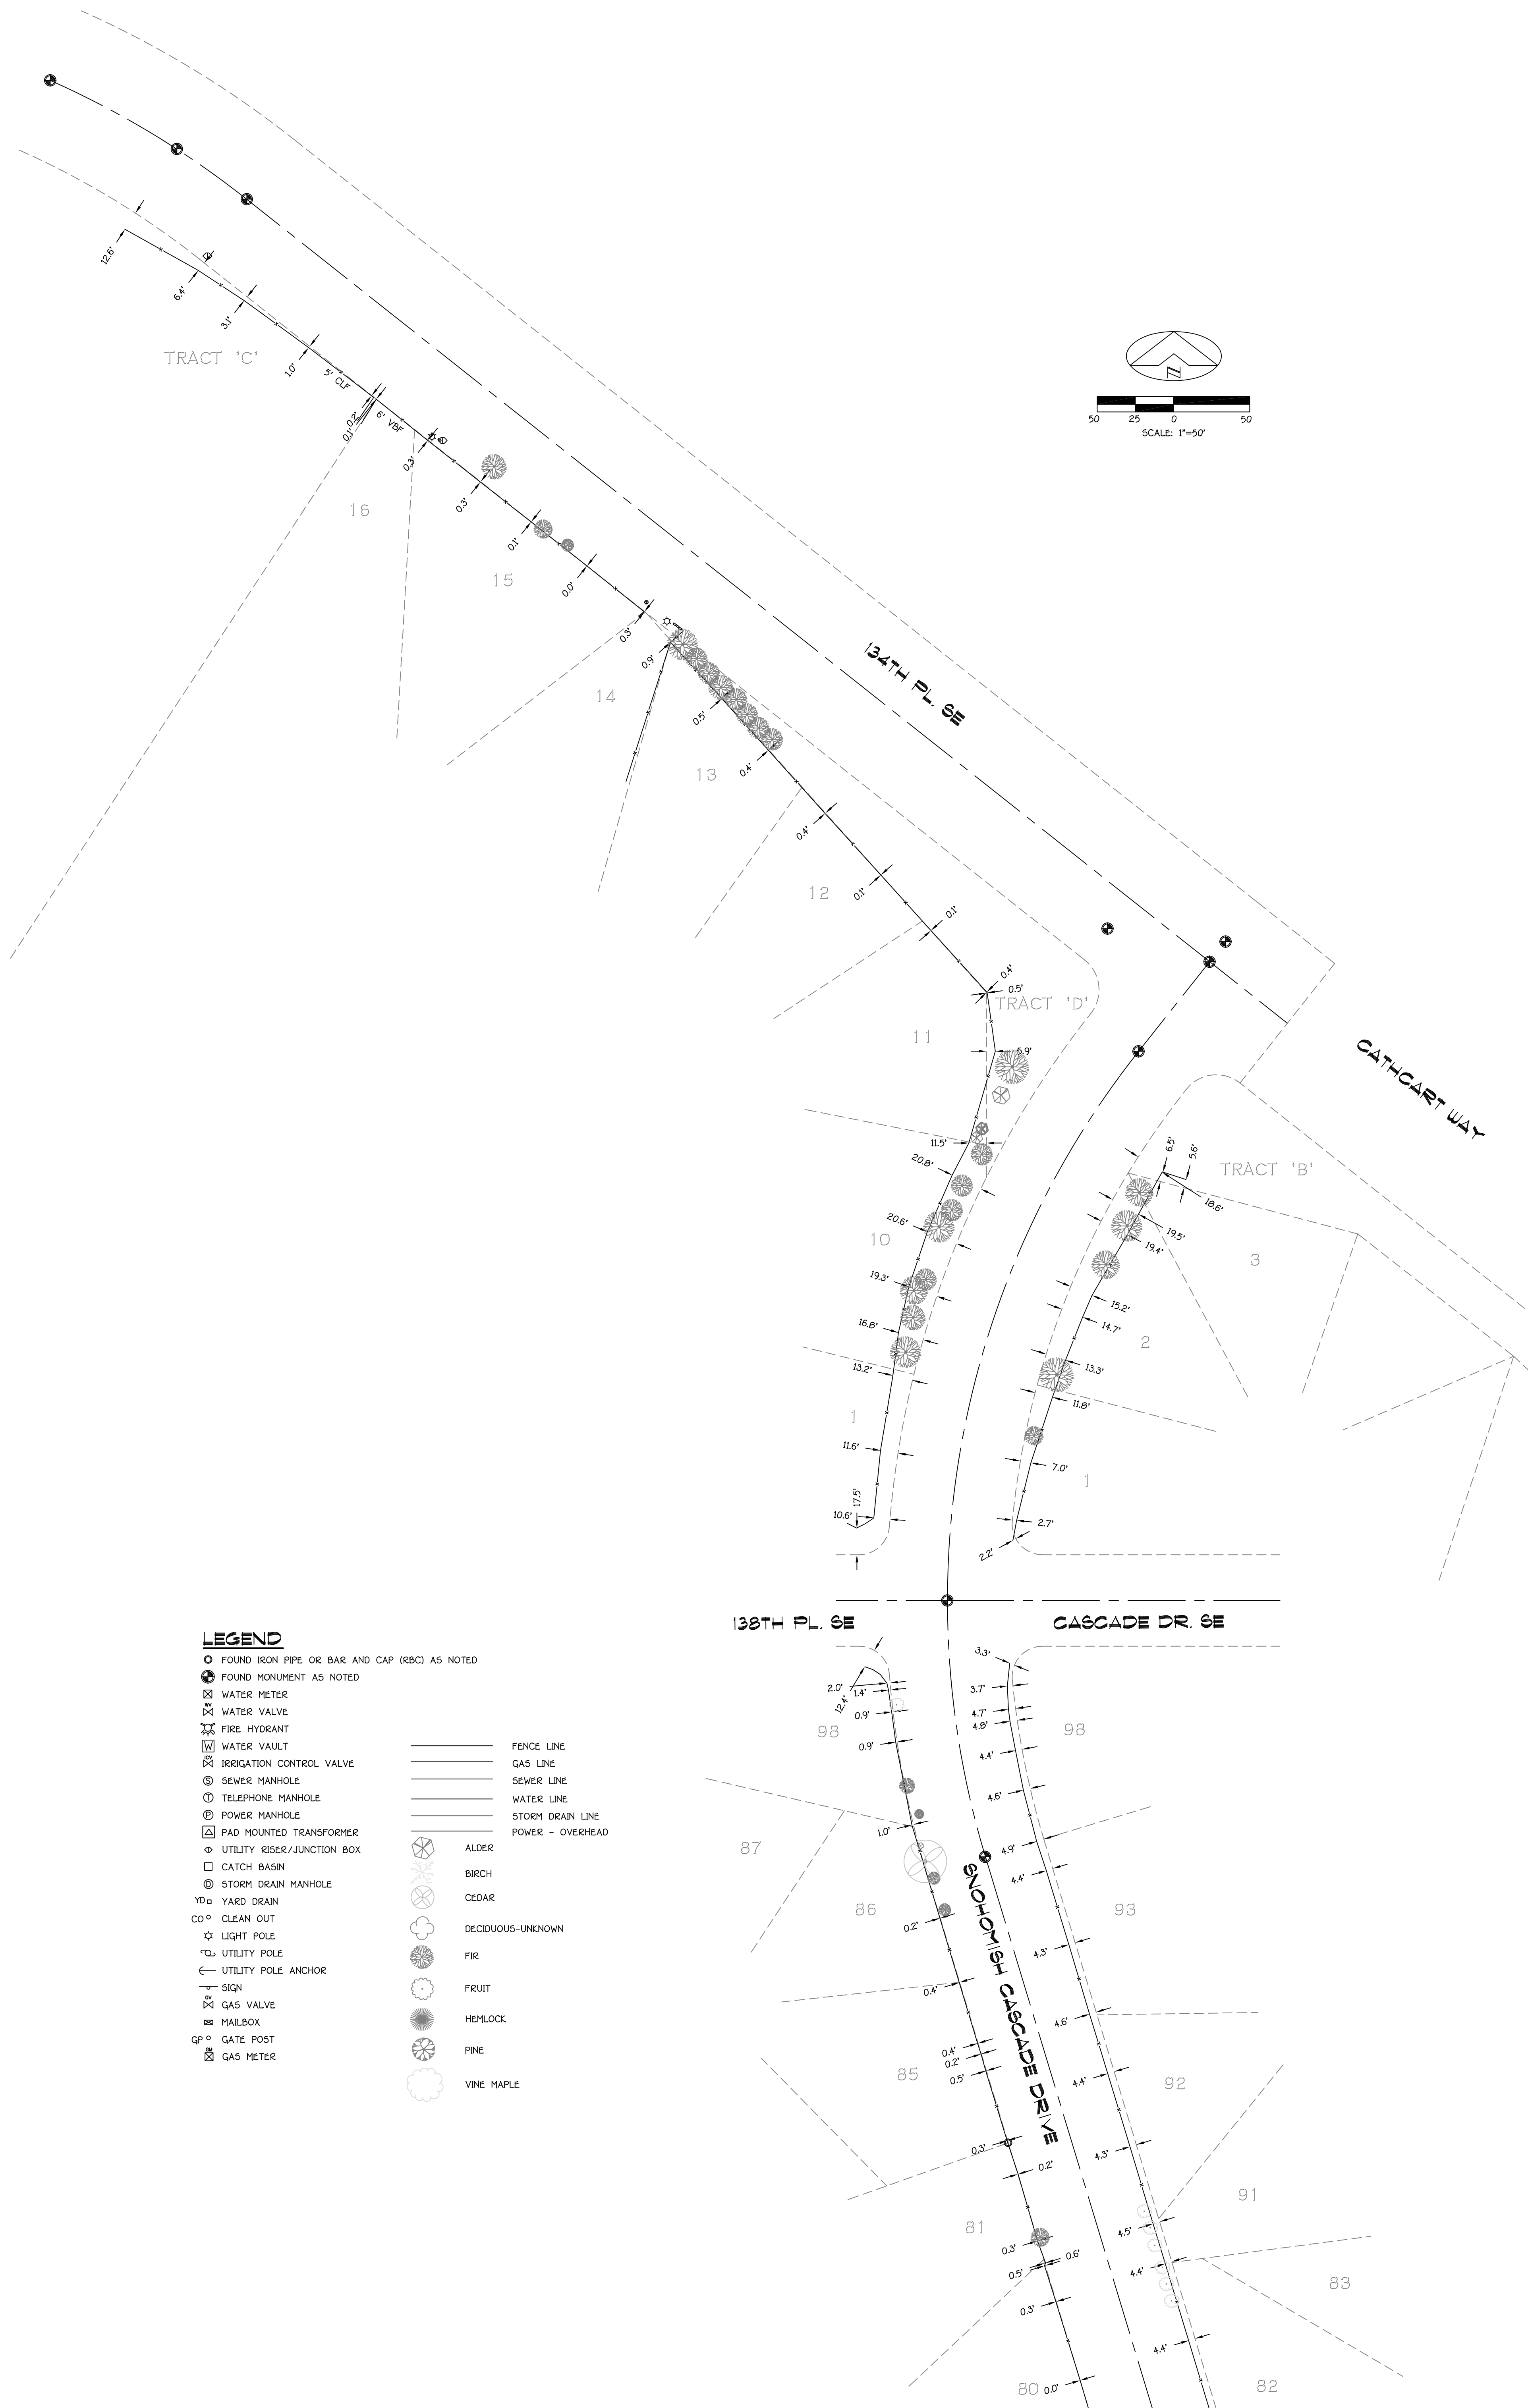 12.6'
6.4'
3.1'
TRACT 'C'
1.0'
5' CLF
0.2'
0.1'
6' VBF
0.3'
0.3'
16
0.1'
15
0.0'
0.3'
0.9'
14
0.5'
13
0.4'
0.4'
12
0.1'
0.1'
134TH PL. SE
N
50 25 0 50
SCALE: 1"=50'
0.4'
0.5'
TRACT 'D'
11
5.9'
CATHCART WAY
11.5'
20.8'
20.6'
10
19.3'
16.8'
13.2'
1
11.6'
17.5'
10.6'
6.5'
5.6'
TRACT 'B'
18.6'
19.5'
19.4'
3
15.2'
14.7'
2
13.3'
11.8'
7.0'
1
2.7'
2.2'
138TH PL. SE
CASCADE DR. SE
3.3'
2.0'
1.4'
12.4'
0.9'
98
0.9'
3.7'
4.7'
4.8'
98
4.4'
4.6'
1.0'
87
4.9'
4.4'
86
0.2'
93
4.3'
SNOHOMISH CASCADE DRIVE
0.4'
4.6'
0.4'
0.2'
0.5'
85
4.4'
92
0.3'
0.2'
4.3'
91
81
4.5'
0.3'
0.6'
0.5'
4.4'
83
0.3'
4.4'
80
0.0'
82
LEGEND
FOUND IRON PIPE OR BAR AND CAP (RBC) AS NOTED
FOUND MONUMENT AS NOTED
WATER METER
WV WATER VALVE
FIRE HYDRANT
W WATER VAULT
ICV IRRIGATION CONTROL VALVE
S SEWER MANHOLE
T TELEPHONE MANHOLE
P POWER MANHOLE
PAD MOUNTED TRANSFORMER
UTILITY RISER/JUNCTION BOX
CATCH BASIN
D STORM DRAIN MANHOLE
YD YARD DRAIN
CO CLEAN OUT
LIGHT POLE
UTILITY POLE
UTILITY POLE ANCHOR
SIGN
GV GAS VALVE
MAILBOX
GP GATE POST
GM GAS METER
FENCE LINE
GAS LINE
SEWER LINE
WATER LINE
STORM DRAIN LINE
POWER - OVERHEAD
ALDER
BIRCH
CEDAR
DECIDUOUS-UNKNOWN
FIR
FRUIT
HEMLOCK
PINE
VINE MAPLE